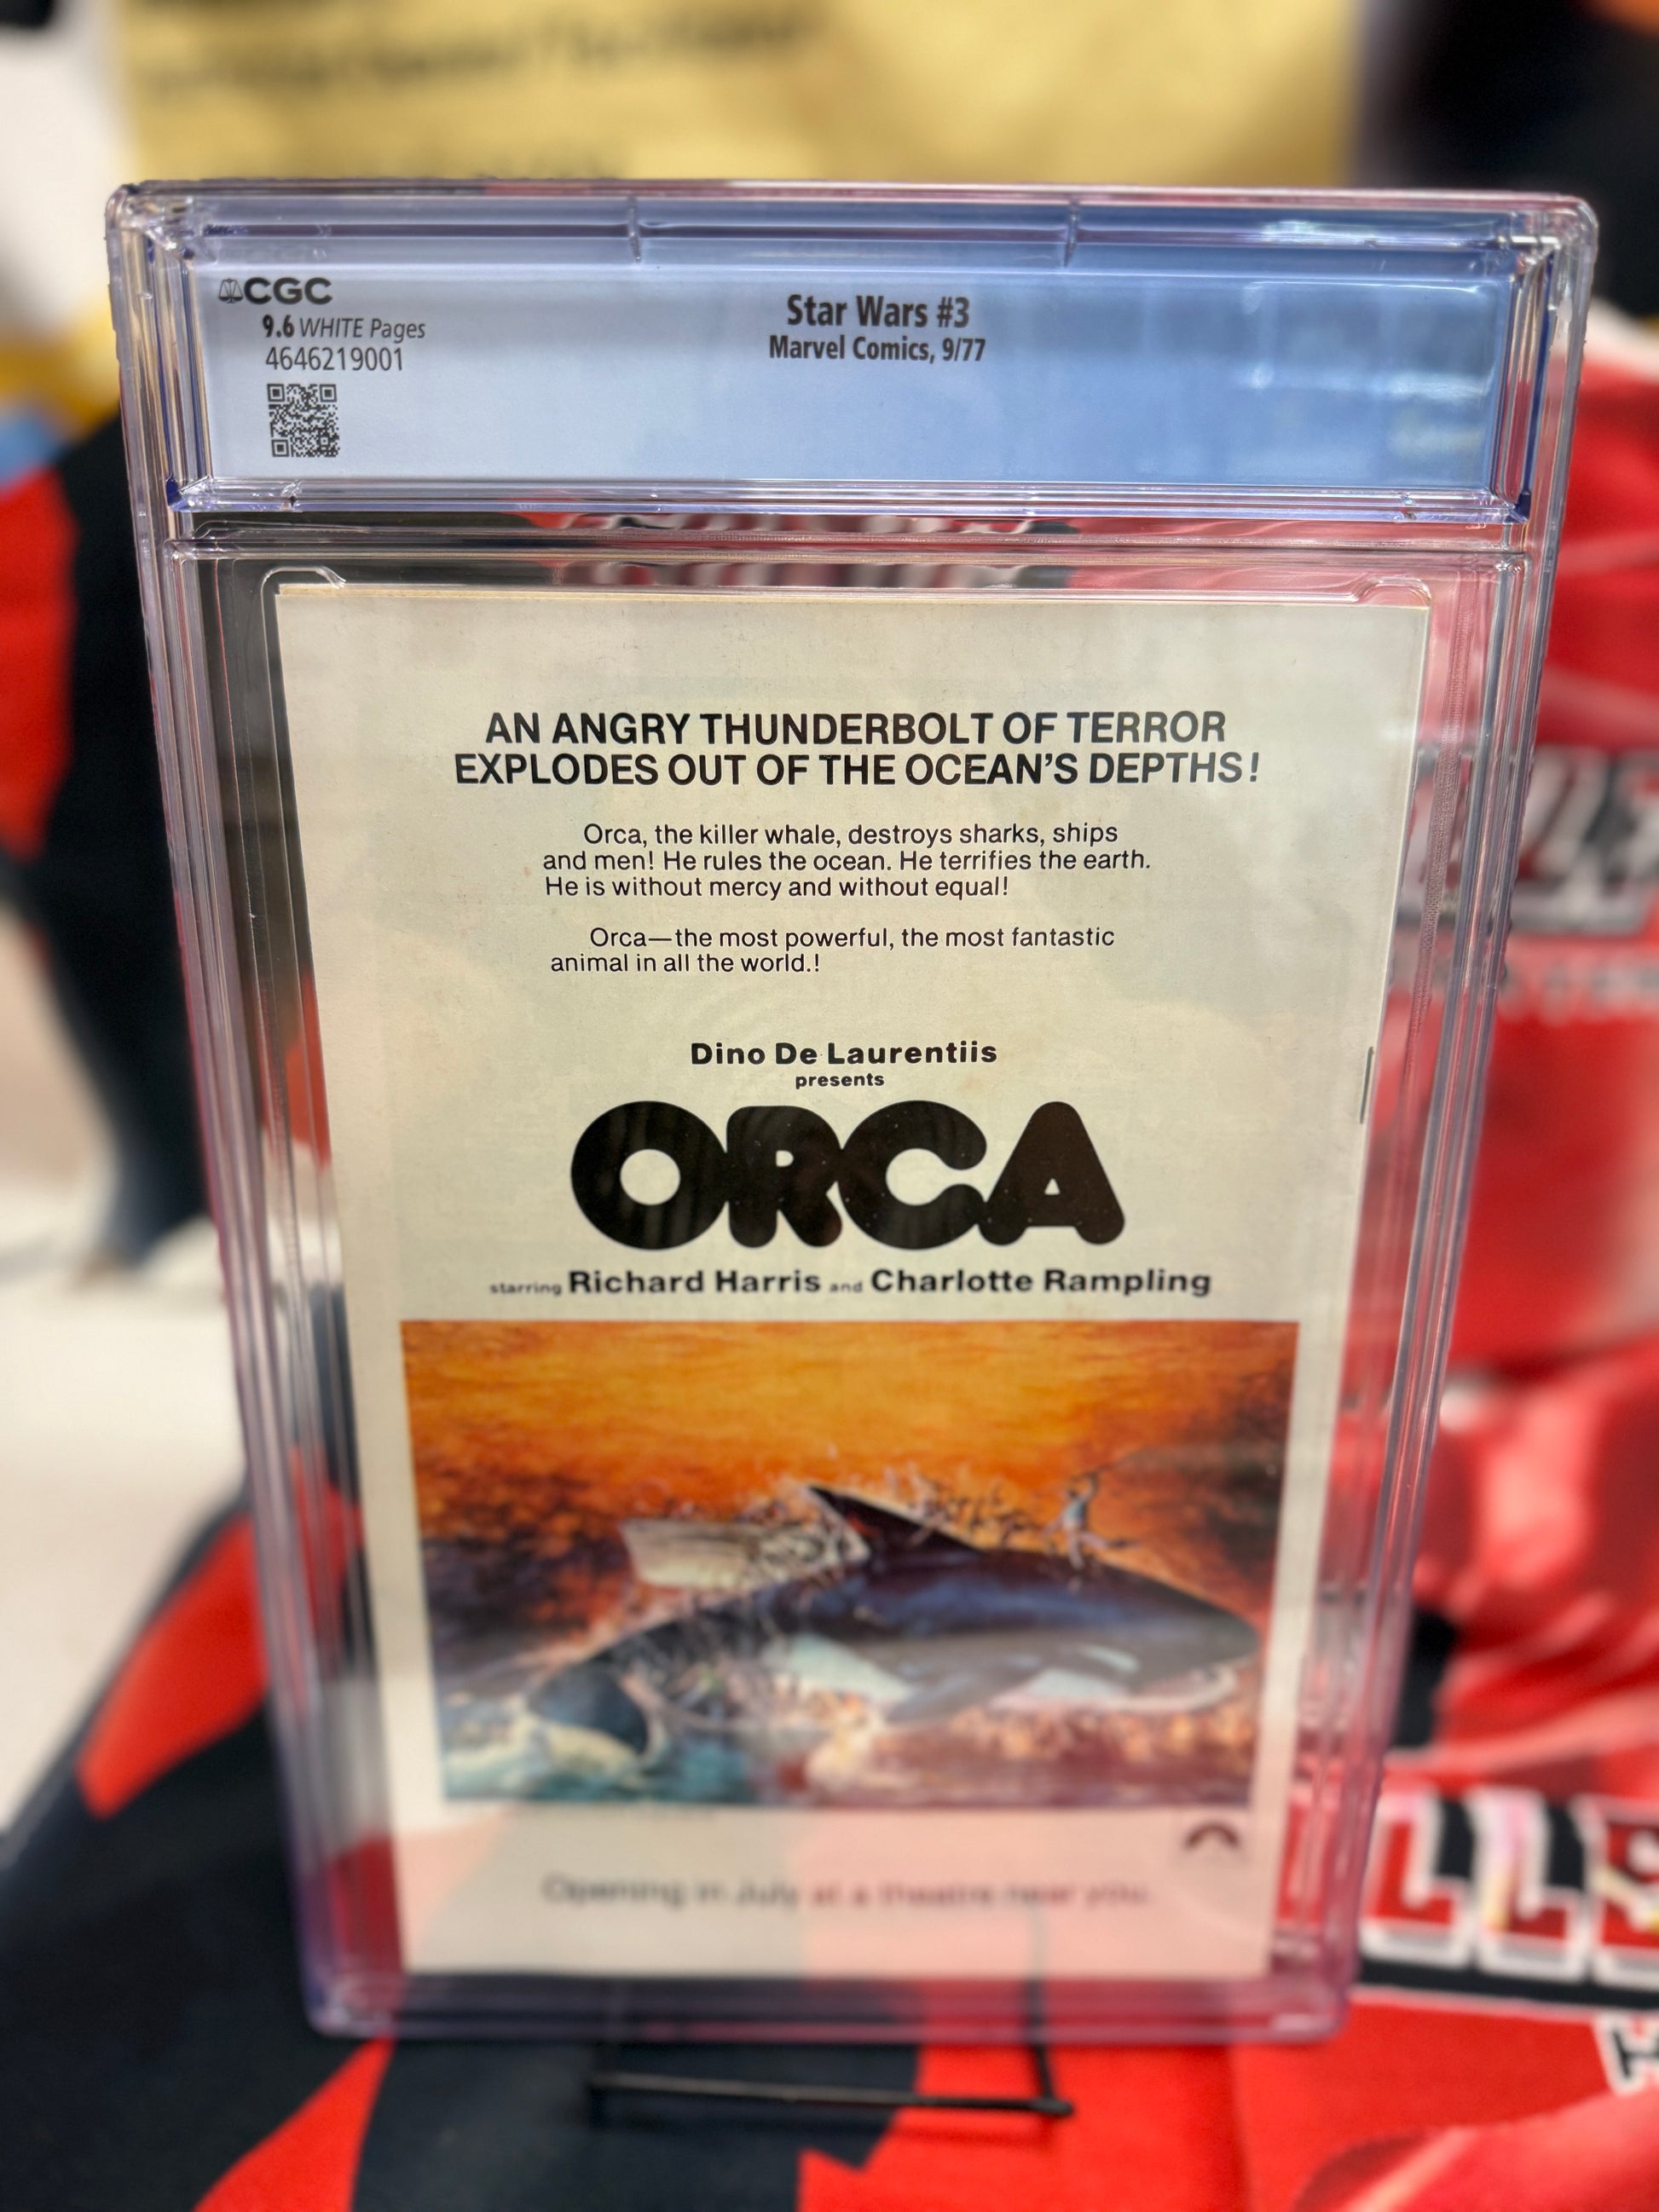 CGC
9.6 WHITE Pages
4646219001
Star Wars #3
Marvel Comics, 9/77
AN ANGRY THUNDERBOLT OF TERROR
EXPLODES OUT OF THE OCEAN'S DEPTHS!
Orca, the killer whale, destroys sharks, ships
and men! He rules the ocean. He terrifies the earth.
He is without mercy and without equal!
Orca—the most powerful, the most fantastic
animal in all the world.!
Dino De Laurentiis
presents
ORCA
starring Richard Harris and Charlotte Rampling
Opening in July at a theatre near you.